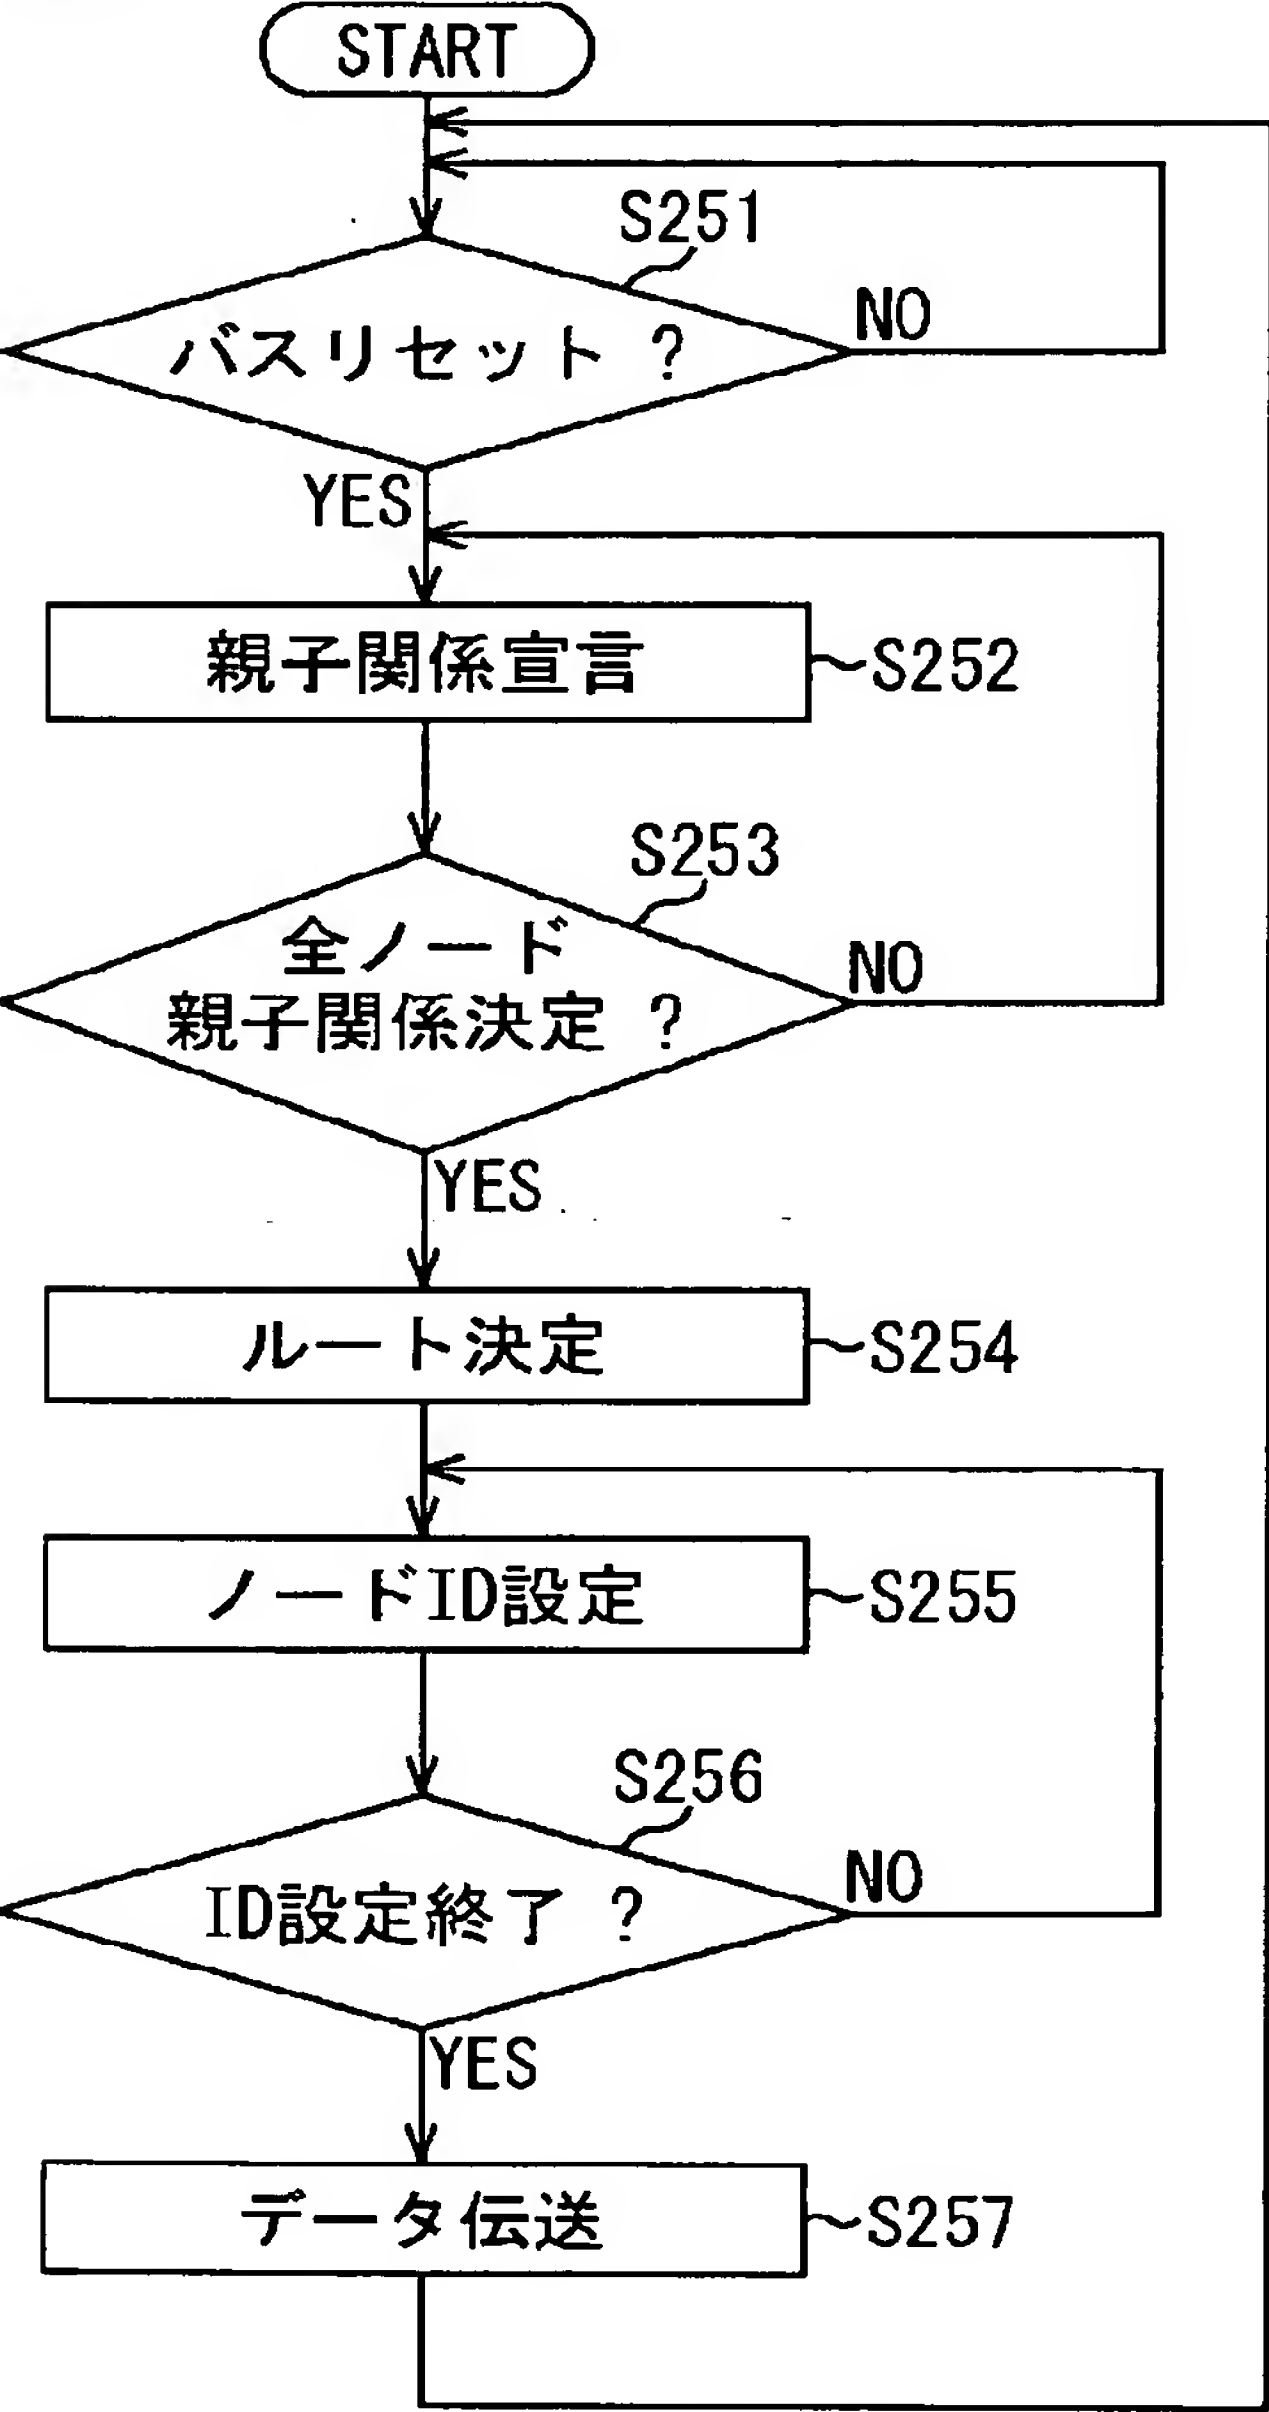 START
S251
バスリセット ?
NO
YES
親子関係宣言
S252
S253
全ノード
親子関係決定 ?
NO
YES
ルート決定
S254
ノードID設定
S255
S256
ID設定終了 ?
NO
YES
データ伝送
S257